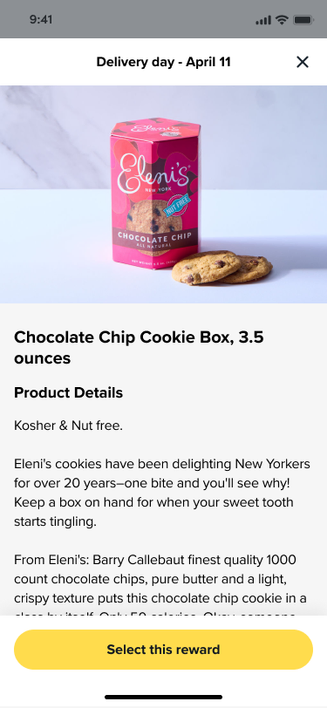 9:41
Delivery day - April 11
Eleni's
NEW YORK
NUT FREE
CHOCOLATE CHIP
ALL NATURAL
Chocolate Chip Cookie Box, 3.5
ounces
Product Details
Kosher & Nut free.
Eleni's cookies have been delighting New Yorkers
for over 20 years–one bite and you'll see why!
Keep a box on hand for when your sweet tooth
starts tingling.
From Eleni's: Barry Callebaut finest quality 1000
count chocolate chips, pure butter and a light,
crispy texture puts this chocolate chip cookie in a
class by itself. Only 50 calories. Okay, someone
Select this reward